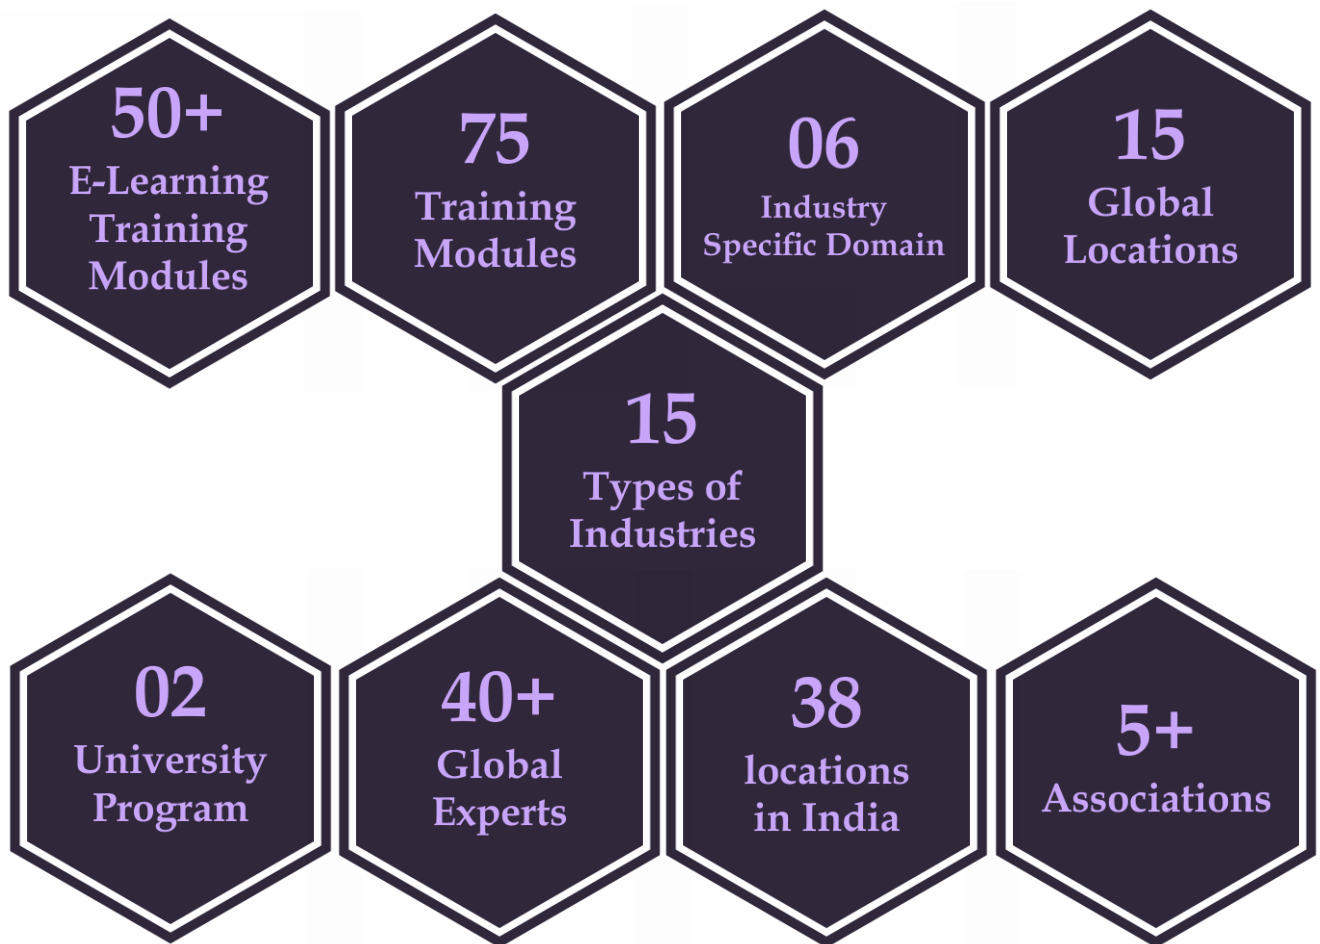 50+
E-Learning
Training
Modules
75
Training
Modules
06
Industry
Specific Domain
15
Global
Locations
15
Types of
Industries
02
University
Program
40+
Global
Experts
38
locations
in India
5+
Associations